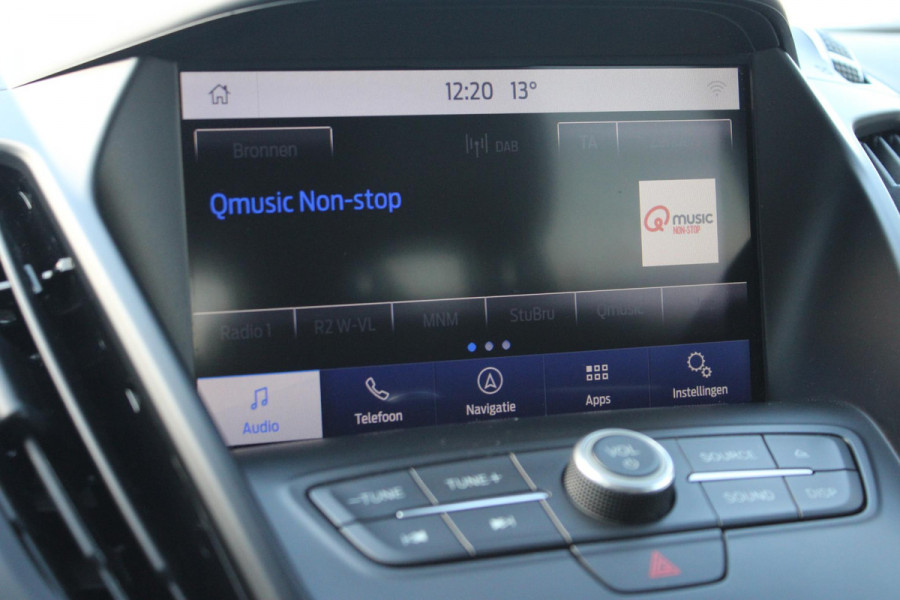 12:20 13°
Bronnen DAB TA
Qmusic Non-stop
Q MUSIC
NON-STOP
Radio 1 R2 W-VL MNM StuBru Qmusic
Audio Telefoon Navigatie Apps Instellingen
VOL
–TUNE TUNE+ SOURCE
SOUND DISP